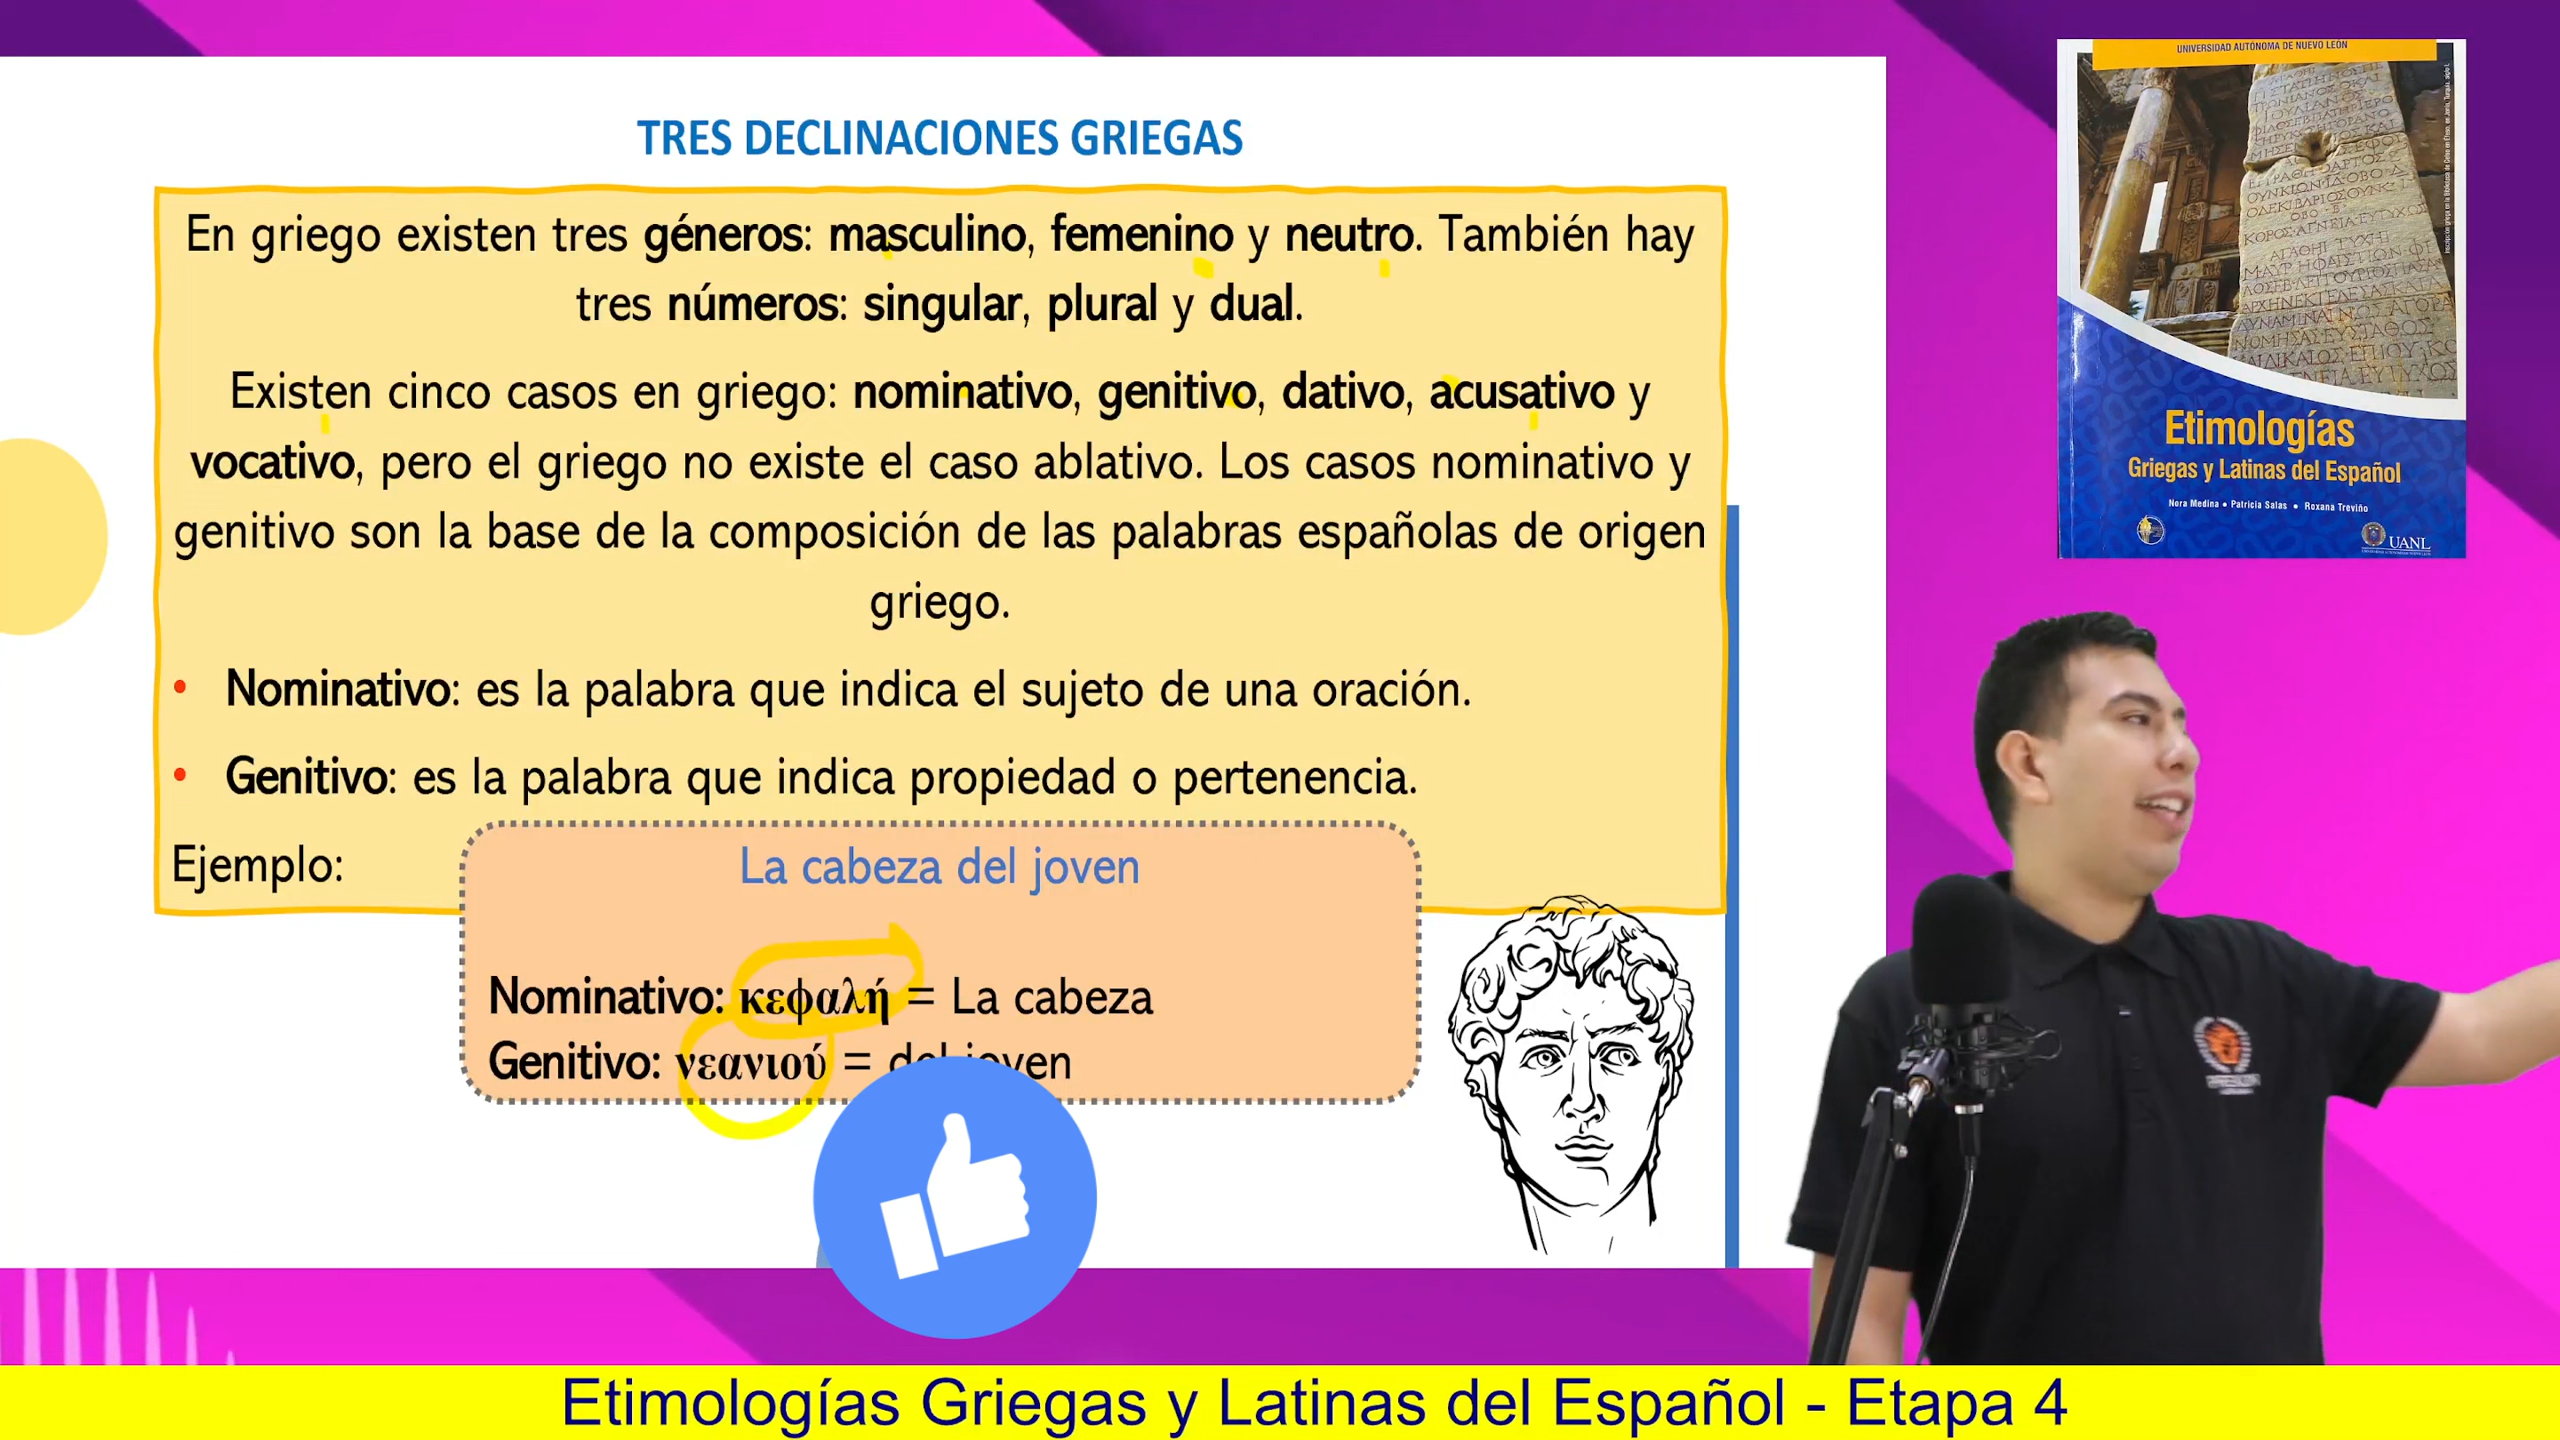 TRES DECLINACIONES GRIEGAS
En griego existen tres géneros: masculino, femenino y neutro. También hay
tres números: singular, plural y dual.
Existen cinco casos en griego: nominativo, genitivo, dativo, acusativo y
vocativo, pero el griego no existe el caso ablativo. Los casos nominativo y
genitivo son la base de la composición de las palabras españolas de origen
griego.
• Nominativo: es la palabra que indica el sujeto de una oración.
• Genitivo: es la palabra que indica propiedad o pertenencia.
Ejemplo:
La cabeza del joven
Nominativo: κεφαλή = La cabeza
Genitivo: νεανιού = del joven
UNIVERSIDAD AUTÓNOMA DE NUEVO LEÓN
Etimologías
Griegas y Latinas del Español
Nora Medina • Patricia Salas • Roxana Treviño
UANL
Etimologías Griegas y Latinas del Español - Etapa 4